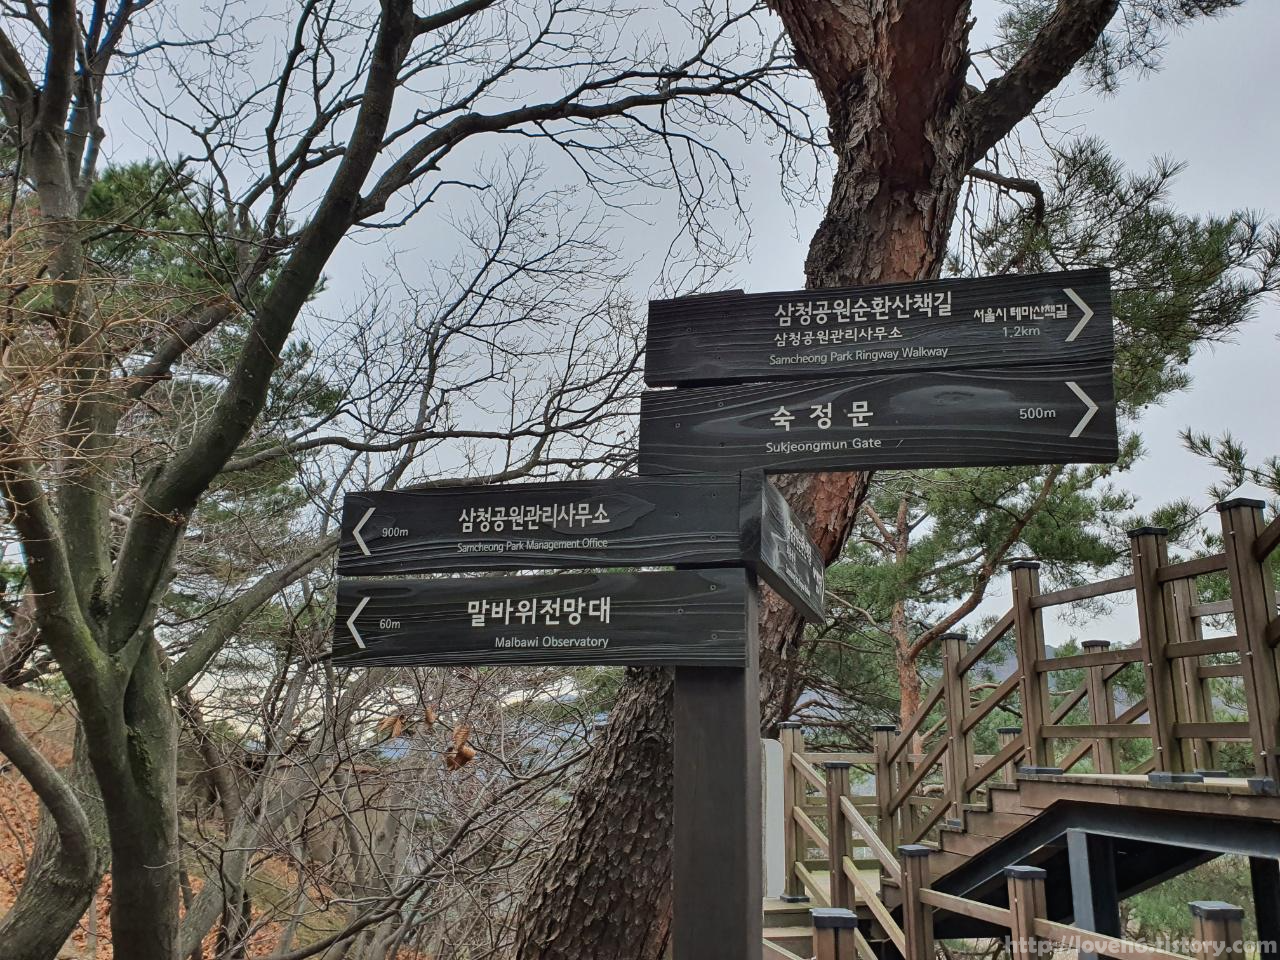 삼청공원순환산책길 서울시 테마산책길
삼청공원관리사무소 1.2km
Samcheong Park Ringway Walkway
숙정문 500m
Sukjeongmun Gate
900m 삼청공원관리사무소
Samcheong Park Management Office
60m 말바위전망대
Malbawi Observatory
http://loveho.tistory.com